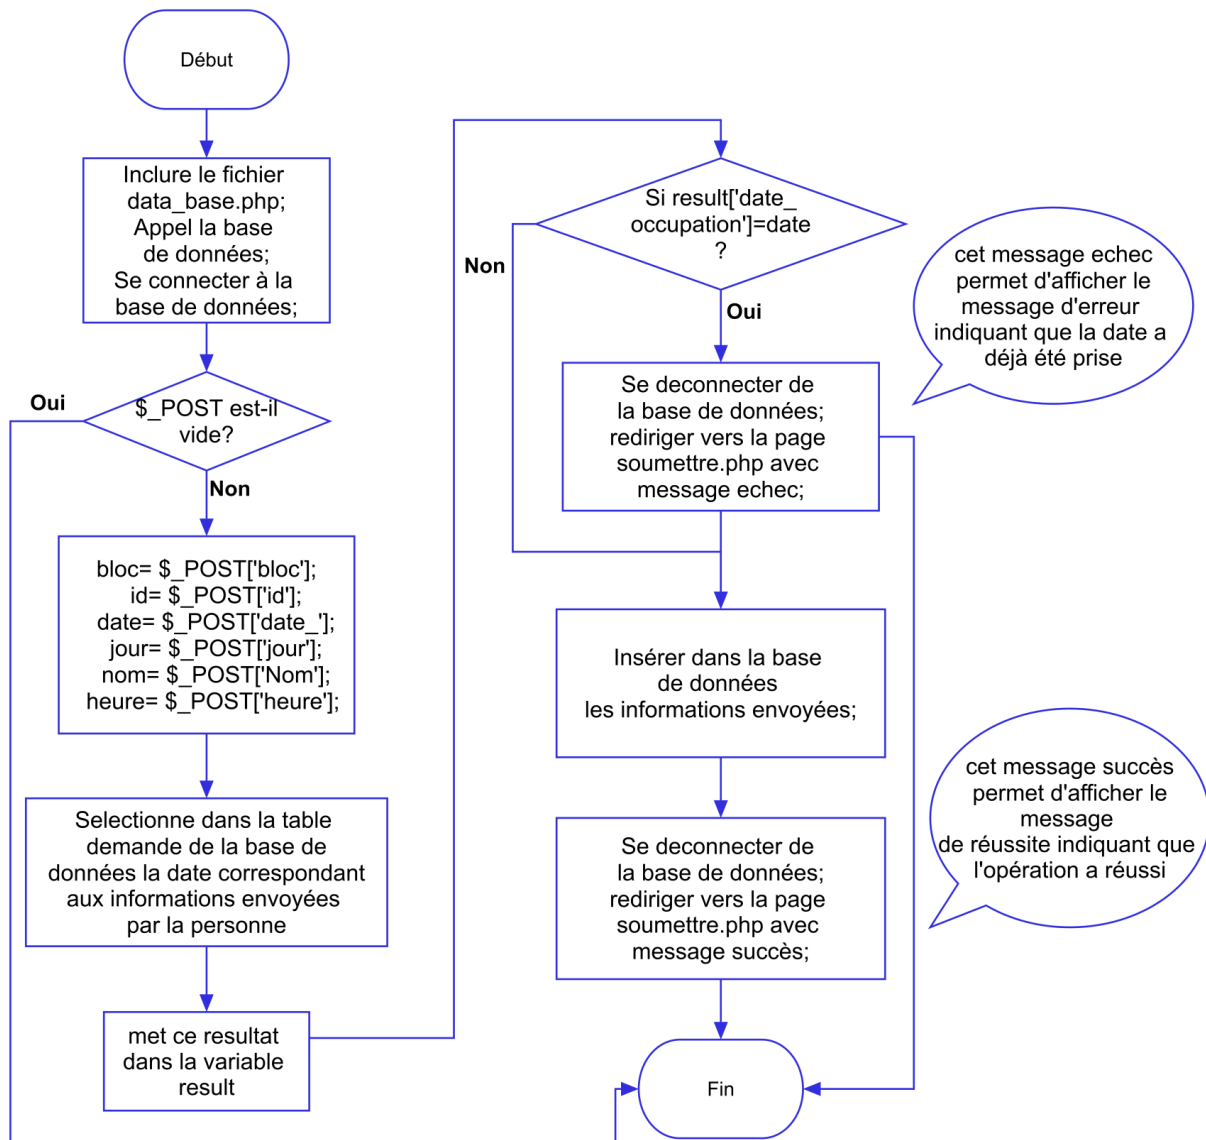 Début
Inclure le fichier
data_base.php;
Appel la base
de données;
Se connecter à la
base de données;
Oui
$_POST est-il
vide?
Non
bloc= $_POST['bloc'];
id= $_POST['id'];
date= $_POST['date_'];
jour= $_POST['jour'];
nom= $_POST['Nom'];
heure= $_POST['heure'];
Selectionne dans la table
demande de la base de
données la date correspondant
aux informations envoyées
par la personne
met ce resultat
dans la variable
result
Si result['date_
occupation']=date
?
Non
Oui
cet message echec
permet d'afficher le
message d'erreur
indiquant que la date a
déjà été prise
Se deconnecter de
la base de données;
rediriger vers la page
soumettre.php avec
message echec;
Insérer dans la base
de données
les informations envoyées;
cet message succès
permet d'afficher le
message
de réussite indiquant que
l'opération a réussi
Se deconnecter de
la base de données;
rediriger vers la page
soumettre.php avec
message succès;
Fin